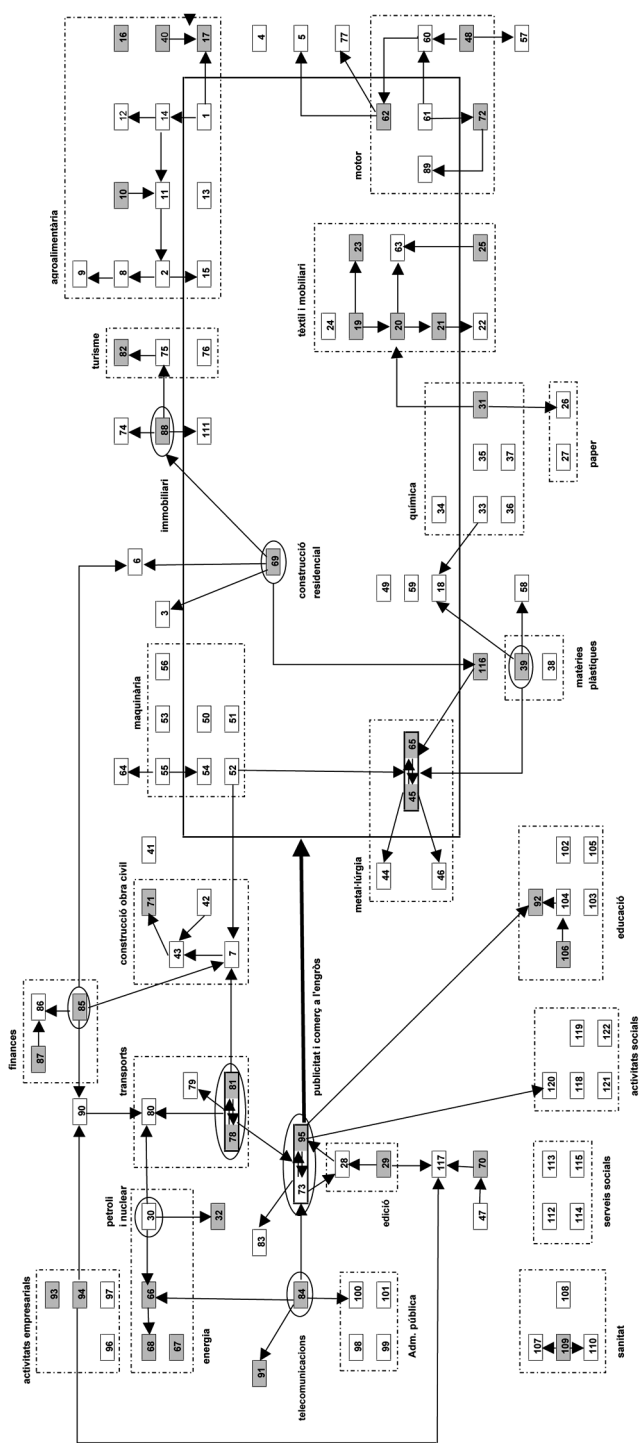 finances
activitats empresarials
87 86
93
agroalimentària
94 90 85 9
turisme
96 97
petroli
i nuclear
transports
construcció obra civil
64
maquinària
6
74 82 8 10 12 16
68 66 30 80 71 41
55 53 56 3 88 75 2 11 14 40
immobiliari
67
43
energia
79
32
42
54 50 111 76 15 13 1 17
78 81 7 52 51
91 83 4
69
84 73 95 5
telecomunicacions
publicitat i comerç a l'engròs
construcció
residencial
tèxtil i mobiliari
24
28 77
98 100 19 23
metal·lúrgia
motor
99 101
Adm. pública
29
edició
44 49 62
20 63
45 65 59
química
117 46 18 34 21 89 61 60
47 70 116 33 35 31 22 25 72 48
36 37
39 58 57
107 112 113 120 92
38
109 108 118 119 106 104 102 27 26
matèries
plàstiques
paper
110 114 115 121 122 103 105
sanitat
serveis socials
activitats socials
educació